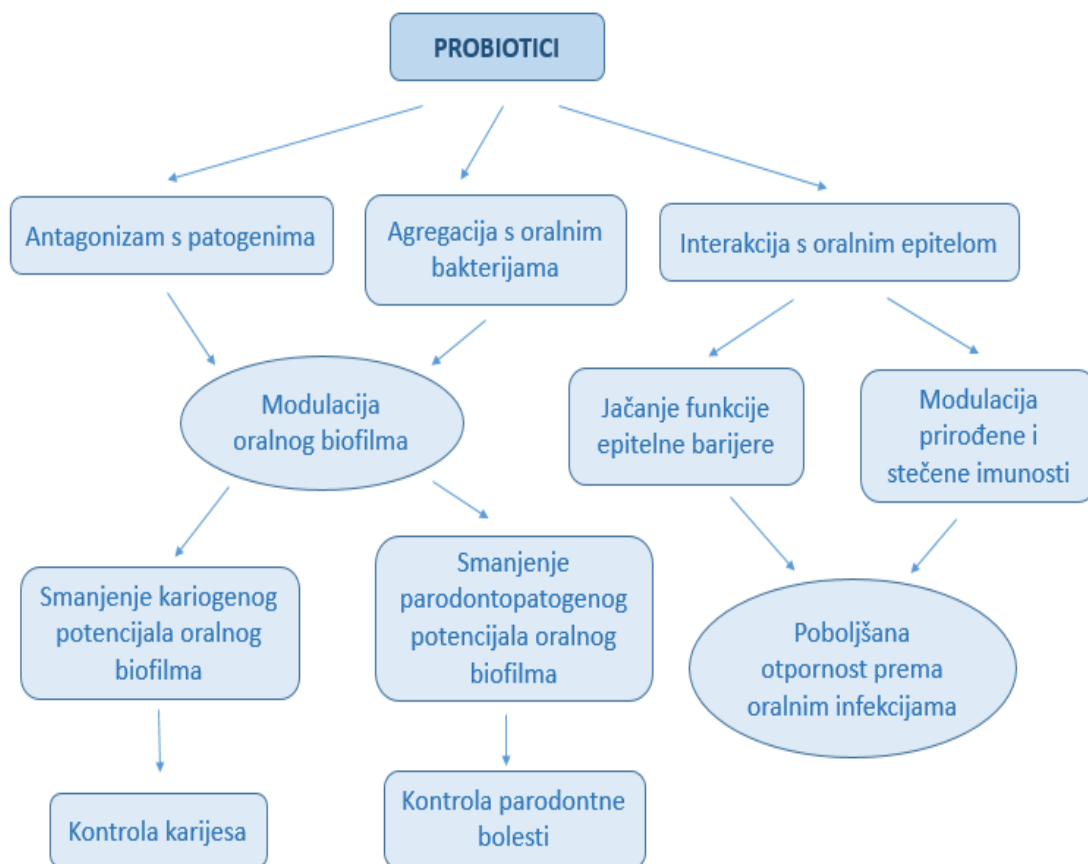 PROBIOTICI
Antagonizam s patogenima
Agregacija s oralnim
bakterijama
Interakcija s oralnim epitelom
Modulacija
oralnog biofilma
Jačanje funkcije
epitelne barijere
Modulacija
prirođene i
stečene imunosti
Smanjenje kariogenog
potencijala oralnog
biofilma
Smanjenje
parodontopatogenog
potencijala oralnog
biofilma
Poboljšana
otpornost prema
oralnim infekcijama
Kontrola karijesa
Kontrola parodontne
bolesti